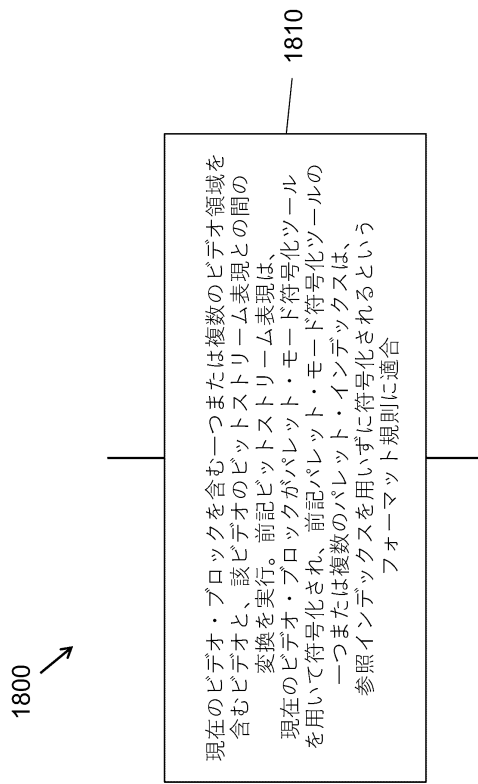 1800
1810
現在のビデオ・ブロックを含む一つまたは複数のビデオ領域を
含むビデオと、該ビデオのビットストリーム表現との間の
変換を実行。前記ビットストリーム表現は、
現在のビデオ・ブロックがパレット・モード符号化ツール
を用いて符号化され、前記パレット・モード符号化ツールの
一つまたは複数のパレット・インデックスは、
参照インデックスを用いずに符号化されるという
フォーマット規則に適合